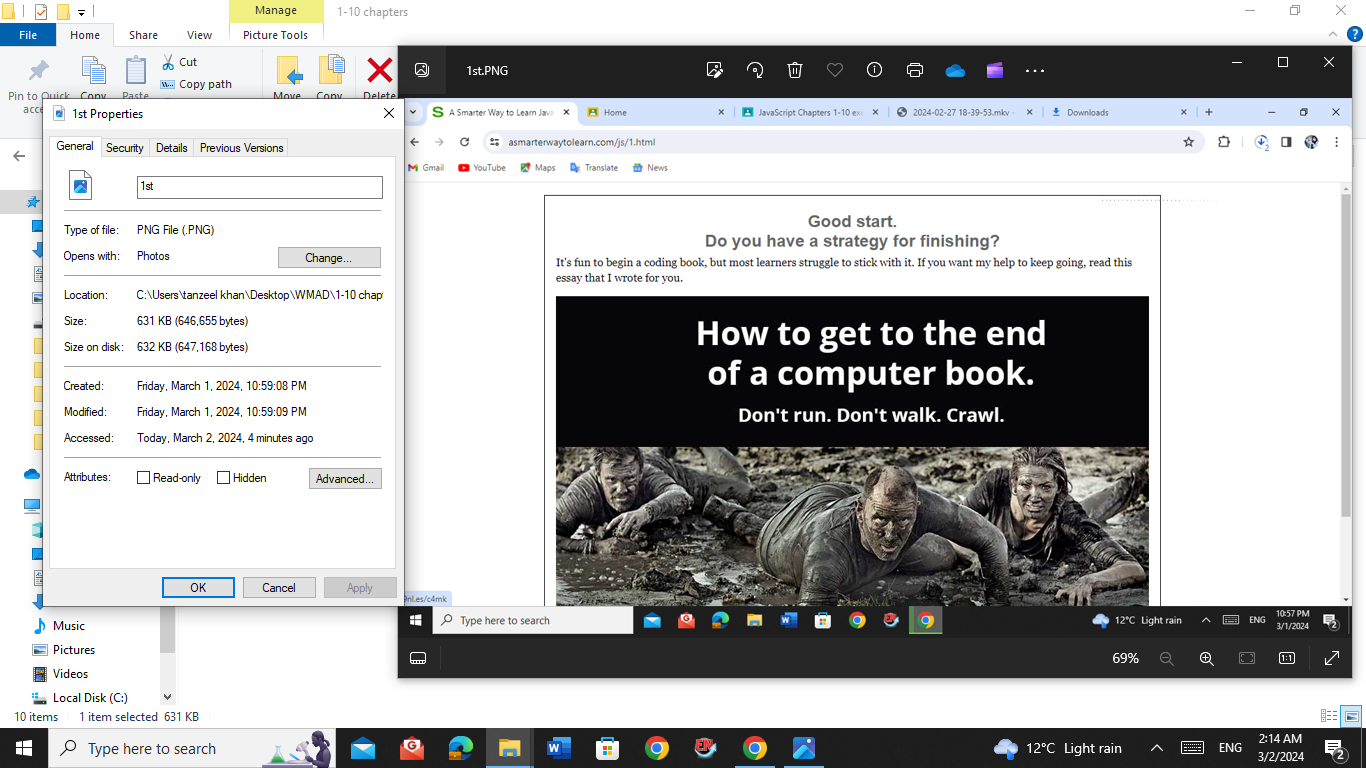 Manage
1-10 chapters
File
Home
Share
View
Picture Tools
Pin to Quick
Copy
Paste
Cut
Copy path
Move
Copy
Delete
1st.PNG
1st Properties
General
Security
Details
Previous Versions
1st
Type of file:
PNG File (.PNG)
Opens with:
Photos
Change...
Location:
C:\Users\tanzeel khan\Desktop\WMAD\1-10 chapt
Size:
631 KB (646,655 bytes)
Size on disk:
632 KB (647,168 bytes)
Created:
Friday, March 1, 2024, 10:59:08 PM
Modified:
Friday, March 1, 2024, 10:59:09 PM
Accessed:
Today, March 2, 2024, 4 minutes ago
Attributes:
Read-only
Hidden
Advanced...
OK
Cancel
Apply
A Smarter Way to Learn Java
Home
JavaScript Chapters 1-10 exe
2024-02-27 18-39-53.mkv -
Downloads
asmarterwaytolearn.com/js/1.html
Gmail
YouTube
Maps
Translate
News
Good start.
Do you have a strategy for finishing?
It's fun to begin a coding book, but most learners struggle to stick with it. If you want my help to keep going, read this
essay that I wrote for you.
How to get to the end
of a computer book.
Don't run. Don't walk. Crawl.
9nl.es/c4mk
Type here to search
12°C Light rain
ENG
10:57 PM
3/1/2024
2
69%
1:1
Music
Pictures
Videos
Local Disk (C:)
10 items
1 item selected 631 KB
Type here to search
12°C Light rain
ENG
2:14 AM
3/2/2024
2